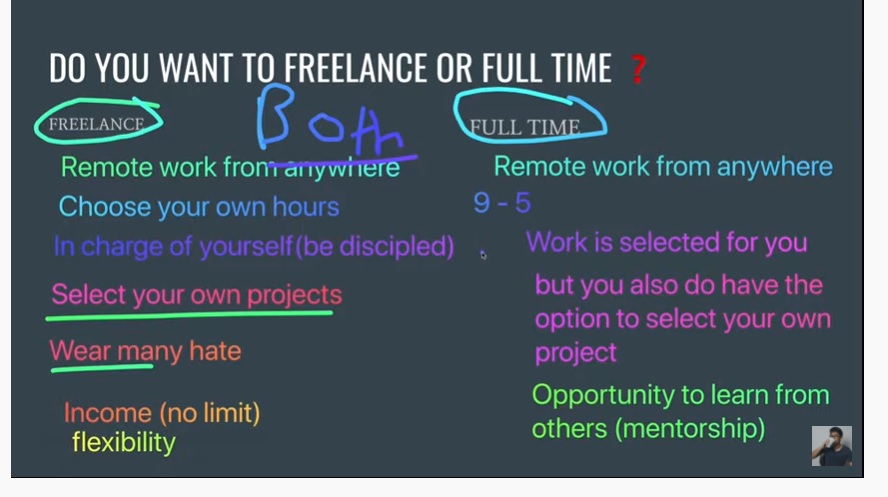 DO YOU WANT TO FREELANCE OR FULL TIME ?
Both
FREELANCE
Remote work from anywhere
Choose your own hours
In charge of yourself(be discipled)
Select your own projects
Wear many hate
Income (no limit)
flexibility
FULL TIME
Remote work from anywhere
9 - 5
Work is selected for you
but you also do have the
option to select your own
project
Opportunity to learn from
others (mentorship)